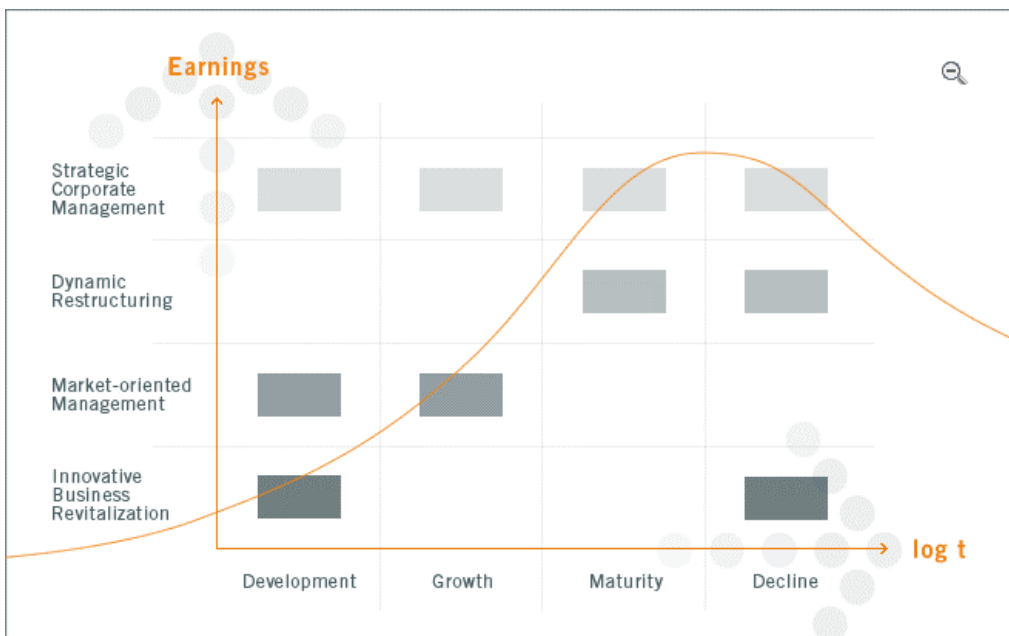 Earnings
Strategic
Corporate
Management
Dynamic
Restructuring
Market-oriented
Management
Innovative
Business
Revitalization
log t
Development
Growth
Maturity
Decline